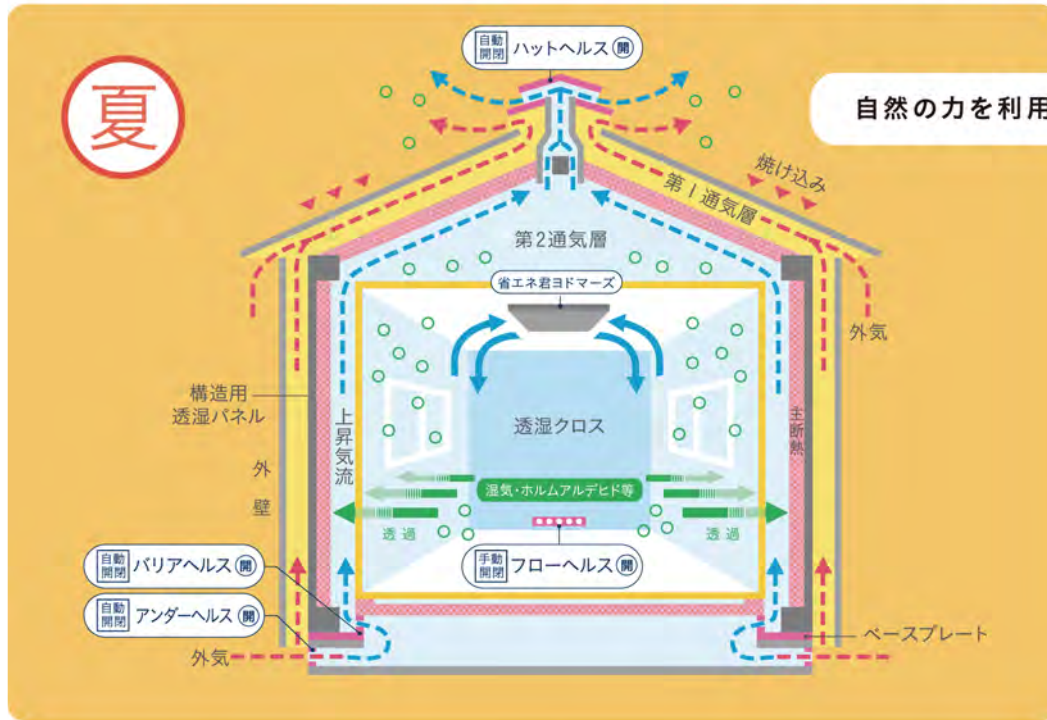 自動開閉 ハットヘルス 開
夏
自然の力を利用
焼け込み
第1通気層
第2通気層
省エネ君ヨドマーズ
外気
構造用
透湿パネル
上昇気流
透湿クロス
主断熱
外壁
湿気・ホルムアルデヒド等
透過
透過
自動開閉 バリアヘルス 開
手動開閉 フローヘルス 開
自動開閉 アンダーヘルス 開
外気
ベースプレート